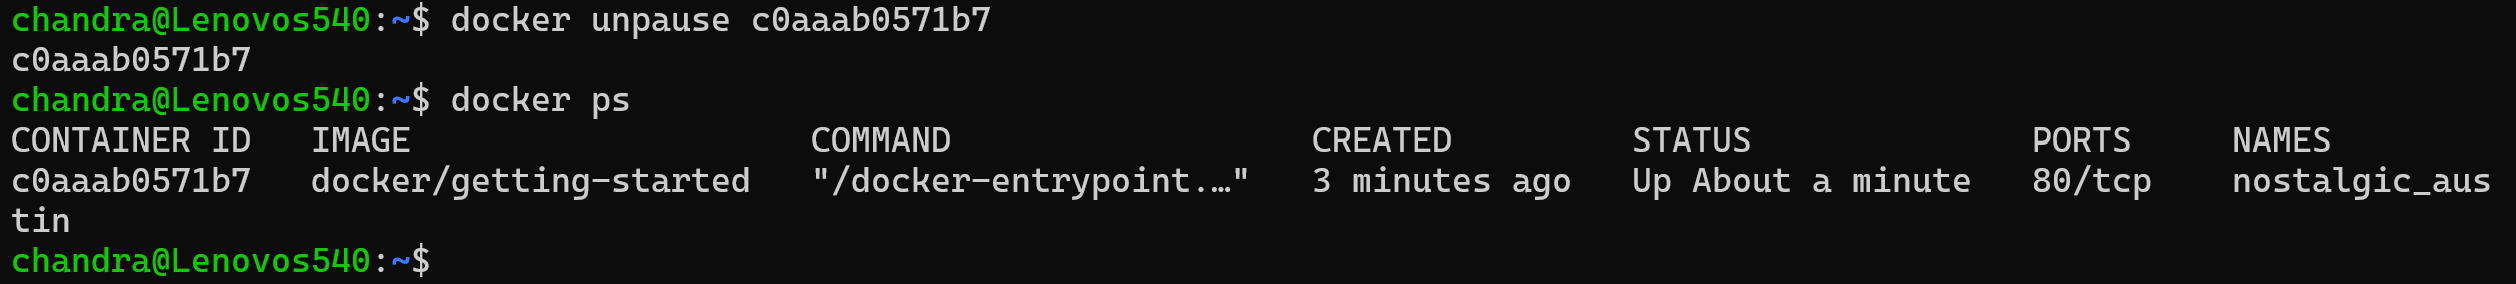 chandra@Lenovos540:~$ docker unpause c0aaab0571b7
c0aaab0571b7
chandra@Lenovos540:~$ docker ps
CONTAINER ID   IMAGE                    COMMAND                  CREATED         STATUS              PORTS     NAMES
c0aaab0571b7   docker/getting-started   "/docker-entrypoint.…"   3 minutes ago   Up About a minute   80/tcp    nostalgic_aus
tin
chandra@Lenovos540:~$